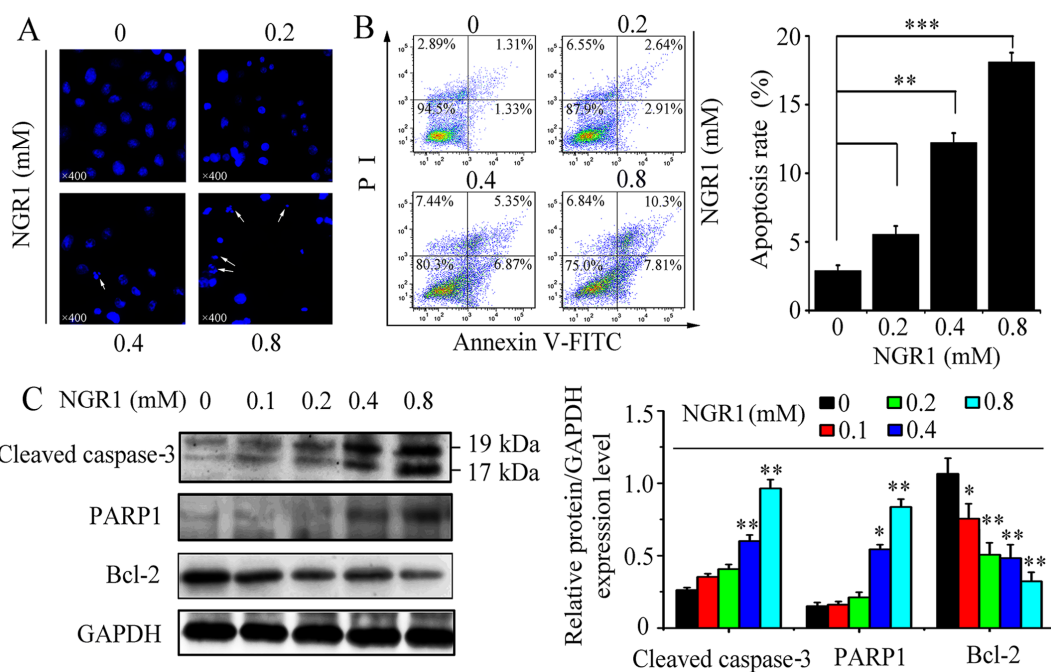 A
0
0.2
NGR1 (mM)
×400
×400
×400
×400
0.4
0.8
B
0
0.2
2.89%
1.31%
94.5%
1.33%
6.55%
2.64%
87.9%
2.91%
0.4
0.8
7.44%
5.35%
80.3%
6.87%
6.84%
10.3%
75.0%
7.81%
P I
Annexin V-FITC
NGR1 (mM)
Apoptosis rate (%)
20
15
10
5
0
***
**
0 0.2 0.4 0.8
NGR1 (mM)
C
NGR1 (mM) 0 0.1 0.2 0.4 0.8
Cleaved caspase-3
19 kDa
17 kDa
PARP1
Bcl-2
GAPDH
Relative protein/GAPDH
expression level
1.5
1.0
0.5
0
NGR1 (mM)
0 0.2 0.8
0.1 0.4
** **
* **
* ** ** **
Cleaved caspase-3 PARP1 Bcl-2